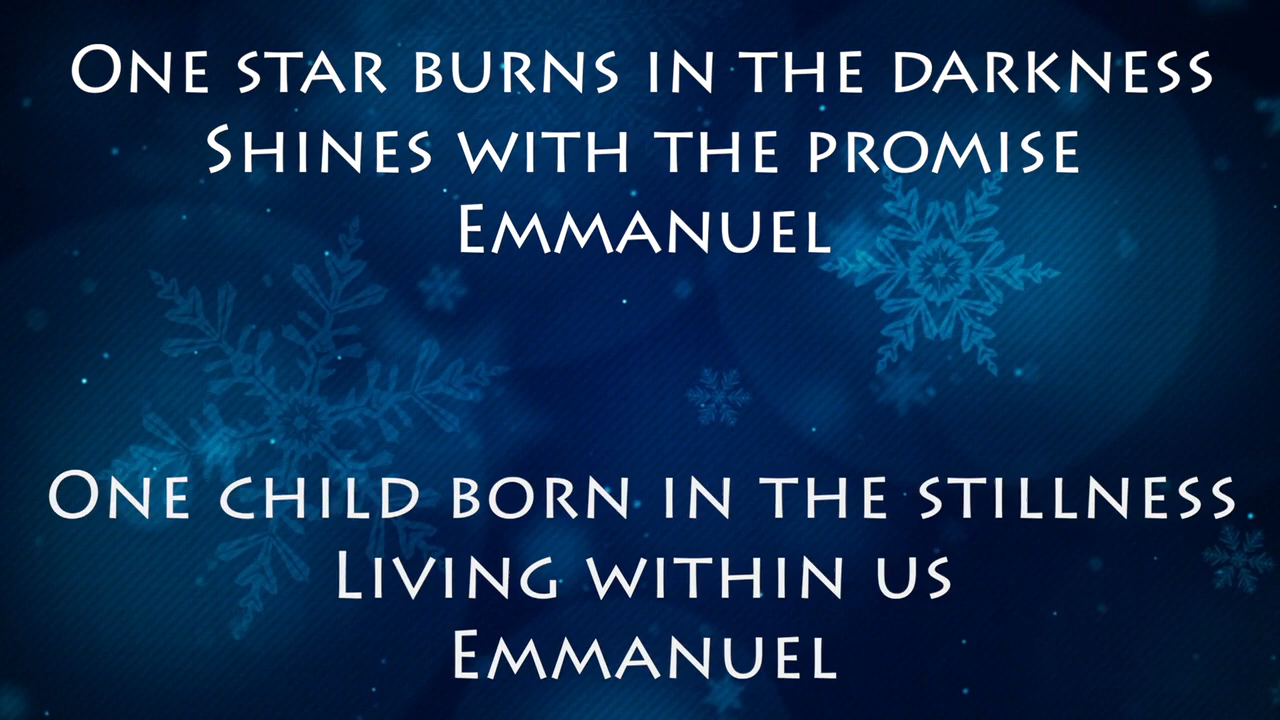 One star burns in the darkness
Shines with the promise
Emmanuel
One child born in the stillness
Living within us
Emmanuel